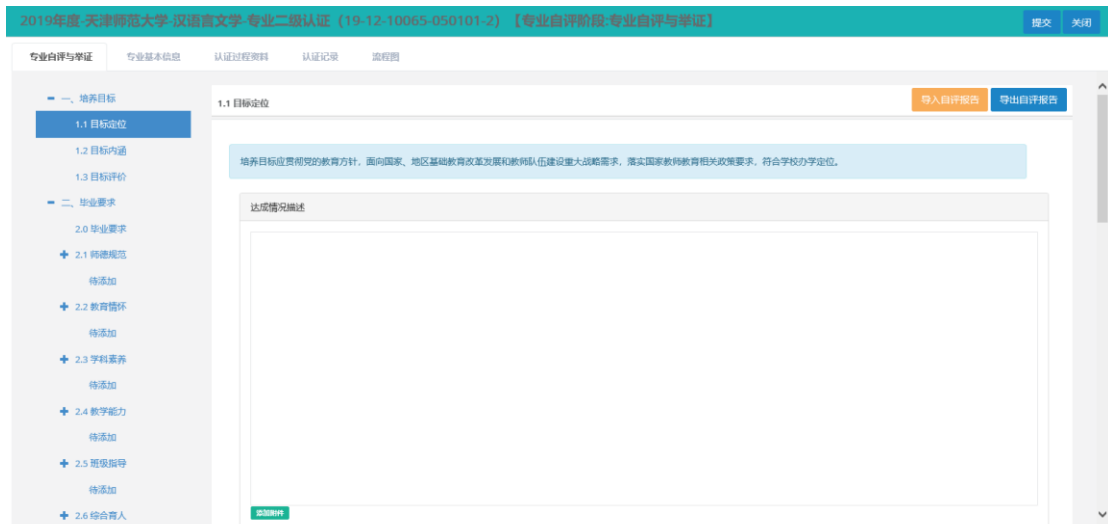 2019年度-天津师范大学-汉语言文学-专业二级认证（19-12-10065-050101-2）【专业自评阶段:专业自评与举证】
提交 关闭
专业自评与举证 专业基本信息 认证过程资料 认证记录 流程图
一、培养目标
1.1 目标定位
1.2 目标内涵
1.3 目标评价
二、毕业要求
2.0 毕业要求
2.1 师德规范
待添加
2.2 教育情怀
待添加
2.3 学科素养
待添加
2.4 教学能力
待添加
2.5 班级指导
待添加
2.6 综合育人
1.1 目标定位
导入自评报告 导出自评报告
培养目标应贯彻党的教育方针，面向国家、地区基础教育改革发展和教师队伍建设重大战略需求，落实国家教师教育相关政策要求，符合学校办学定位。
达成情况描述
添加附件